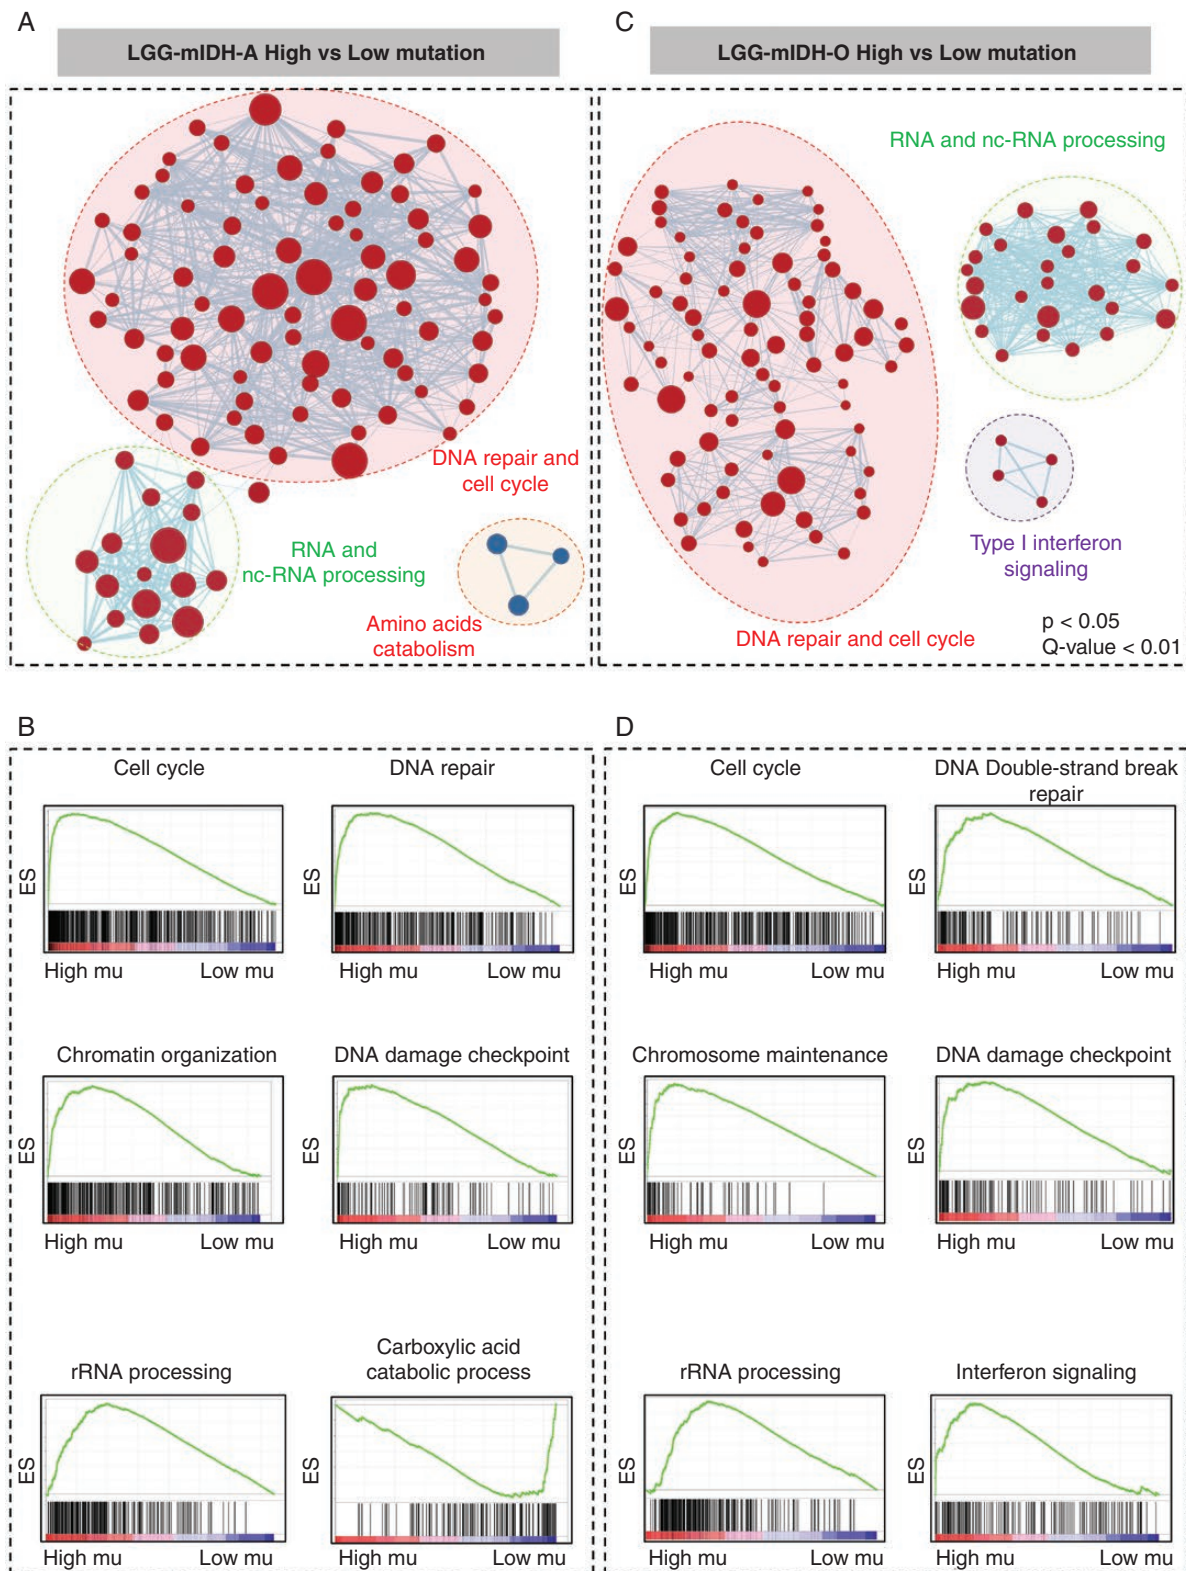 A
LGG-mIDH-A High vs Low mutation
DNA repair and
cell cycle
RNA and
nc-RNA processing
Amino acids
catabolism
C
LGG-mIDH-O High vs Low mutation
RNA and nc-RNA processing
Type I interferon
signaling
DNA repair and cell cycle
p < 0.05
Q-value < 0.01
B
Cell cycle
ES
High mu Low mu
DNA repair
High mu Low mu
Chromatin organization
ES
High mu Low mu
DNA damage checkpoint
ES
High mu Low mu
rRNA processing
ES
High mu Low mu
Carboxylic acid
catabolic process
ES
High mu Low mu
D
Cell cycle
ES
High mu Low mu
DNA Double-strand break
repair
ES
High mu Low mu
Chromosome maintenance
ES
High mu Low mu
DNA damage checkpoint
ES
High mu Low mu
rRNA processing
ES
High mu Low mu
Interferon signaling
ES
High mu Low mu